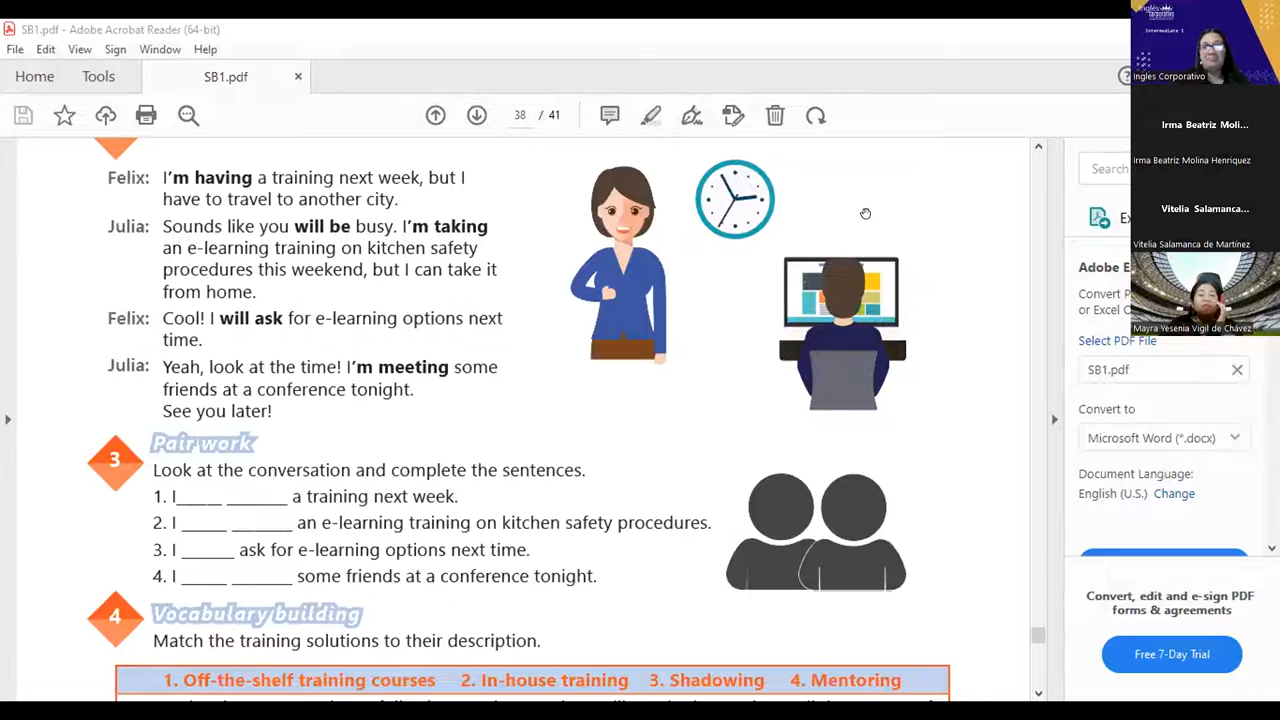 SB1.pdf - Adobe Acrobat Reader (64-bit)
File Edit View Sign Window Help
Home Tools SB1.pdf ×
38 / 41
Felix: I'm having a training next week, but I
have to travel to another city.
Julia: Sounds like you will be busy. I'm taking
an e-learning training on kitchen safety
procedures this weekend, but I can take it
from home.
Felix: Cool! I will ask for e-learning options next
time.
Julia: Yeah, look at the time! I'm meeting some
friends at a conference tonight.
See you later!
3 Pair work
Look at the conversation and complete the sentences.
1. I_____ _______ a training next week.
2. I _____ _______ an e-learning training on kitchen safety procedures.
3. I ______ ask for e-learning options next time.
4. I _____ _______ some friends at a conference tonight.
4 Vocabulary building
Match the training solutions to their description.
1. Off-the-shelf training courses 2. In-house training 3. Shadowing 4. Mentoring
Inglés
Corporativo
Intermediate I
Ingles Corporativo
Irma Beatriz Moli...
Irma Beatriz Molina Henriquez
Vitelia Salamanca...
Vitelia Salamanca de Martínez
Mayra Yesenia Vigil de Chávez
Search
Ex
Adobe E
Convert P
or Excel O
Select PDF File
SB1.pdf
Convert to
Microsoft Word (*.docx)
Document Language:
English (U.S.) Change
Convert, edit and e-sign PDF
forms & agreements
Free 7-Day Trial